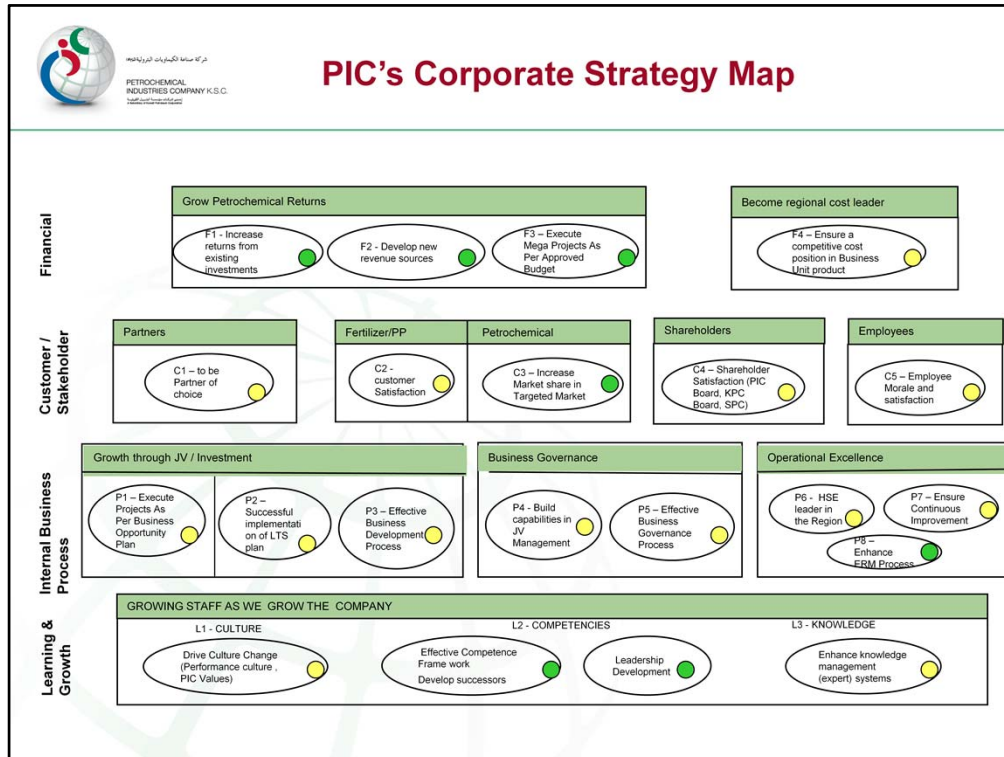 شركة صناعة الكيماويات البترولية
PETROCHEMICAL
INDUSTRIES COMPANY K.S.C.
PIC's Corporate Strategy Map
Financial
Grow Petrochemical Returns
F1 - Increase
returns from
existing
investments
F2 - Develop new
revenue sources
F3 – Execute
Mega Projects As
Per Approved
Budget
Become regional cost leader
F4 – Ensure a
competitive cost
position in Business
Unit product
Customer /
Stakeholder
Partners
C1 – to be
Partner of
choice
Fertilizer/PP
C2 -
customer
Satisfaction
Petrochemical
C3 – Increase
Market share in
Targeted Market
Shareholders
C4 – Shareholder
Satisfaction (PIC
Board, KPC
Board, SPC)
Employees
C5 – Employee
Morale and
satisfaction
Internal Business
Process
Growth through JV / Investment
P1 – Execute
Projects As
Per Business
Opportunity
Plan
P2 –
Successful
implementati
on of LTS
plan
P3 – Effective
Business
Development
Process
Business Governance
P4 – Build
capabilities in
JV
Management
P5 – Effective
Business
Governance
Process
Operational Excellence
P6 - HSE
leader in
the Region
P7 – Ensure
Continuous
Improvement
P8 –
Enhance
ERM Process
Learning &
Growth
GROWING STAFF AS WE GROW THE COMPANY
L1 - CULTURE
Drive Culture Change
(Performance culture ,
PIC Values)
L2 - COMPETENCIES
Effective Competence
Frame work
Develop successors
Leadership
Development
L3 - KNOWLEDGE
Enhance knowledge
management
(expert) systems